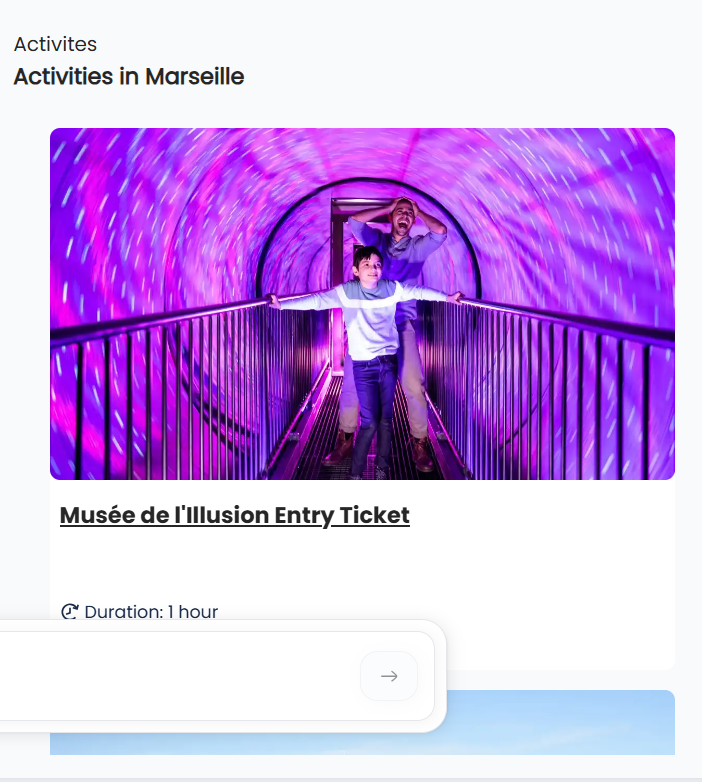 Activites
Activities in Marseille
Musée de l'Illusion Entry Ticket
Duration: 1 hour